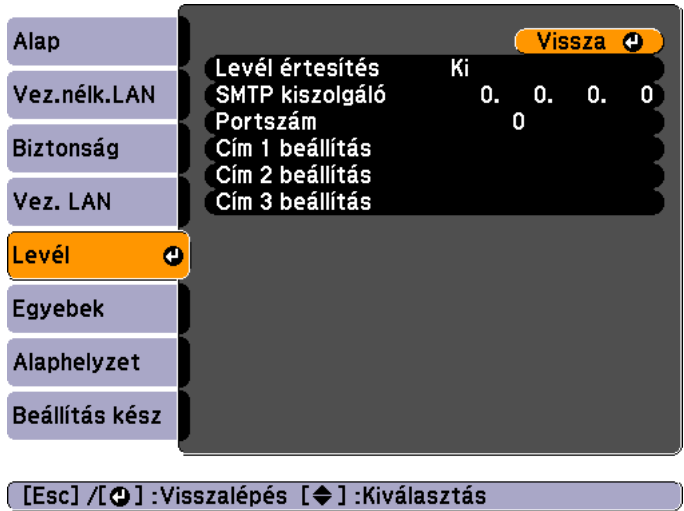 Alap
Vez.nélk.LAN
Biztonság
Vez. LAN
Levél
Egyebek
Alaphelyzet
Beállítás kész
Vissza
Levél értesítés Ki
SMTP kiszolgáló 0. 0. 0. 0
Portszám 0
Cím 1 beállítás
Cím 2 beállítás
Cím 3 beállítás
[Esc] /[⏎] :Visszalépés [◆] :Kiválasztás